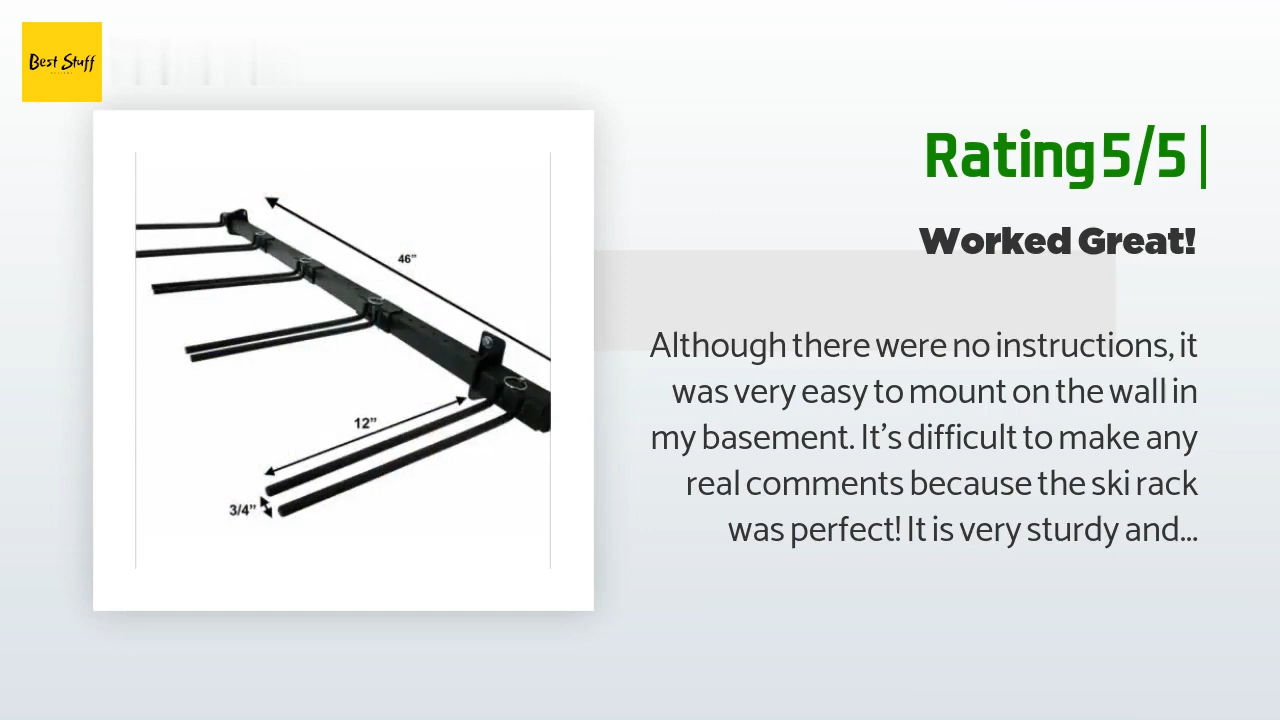 Best Stuff
Rating 5/5 |
Worked Great!
Although there were no instructions, it
was very easy to mount on the wall in
my basement. It's difficult to make any
real comments because the ski rack
was perfect! It is very sturdy and...
46”
12”
3/4”